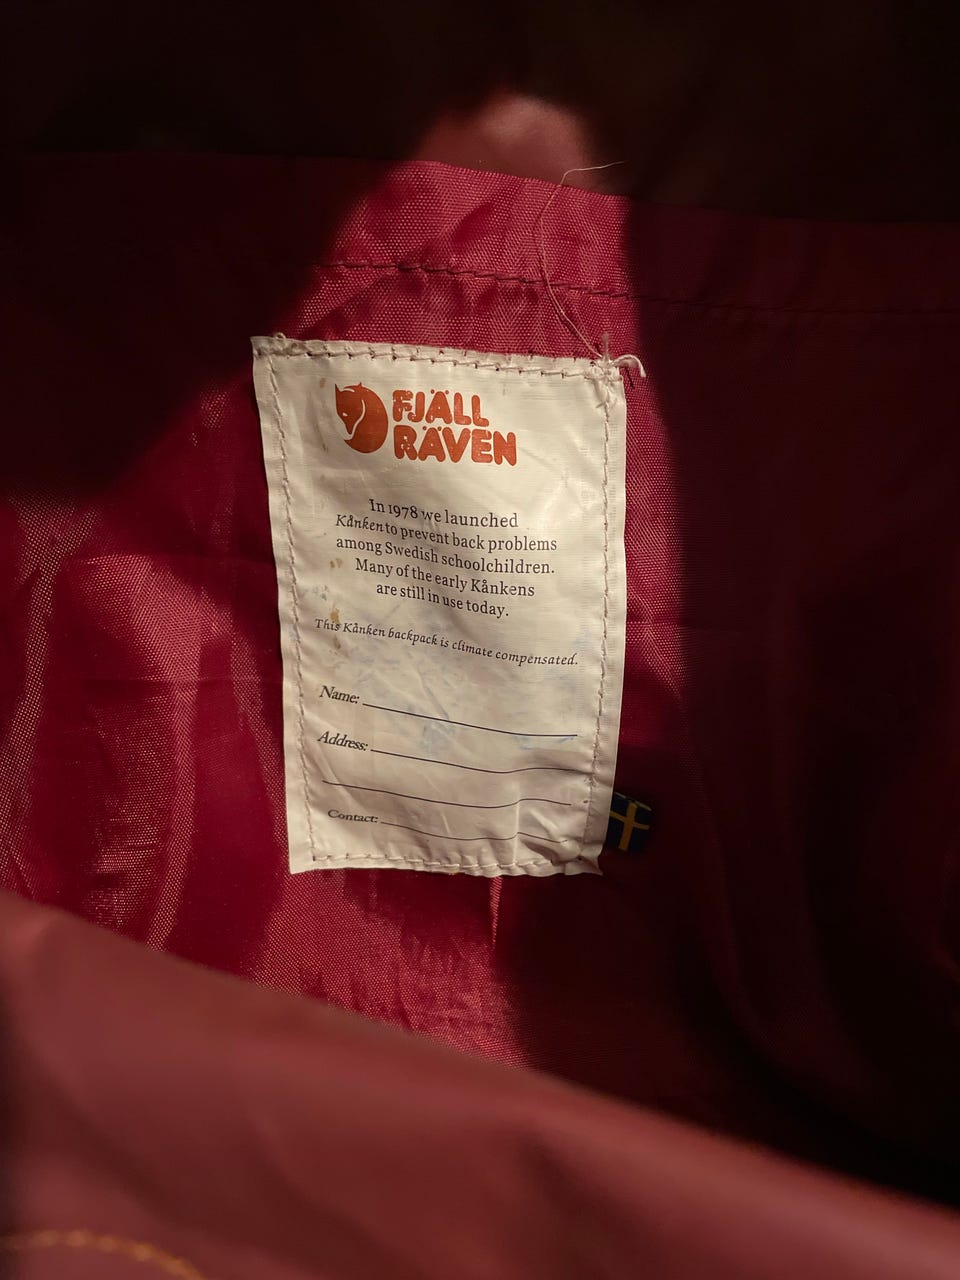 FJÄLL
RÄVEN
In 1978 we launched
Kånken to prevent back problems
among Swedish schoolchildren.
Many of the early Kånkens
are still in use today.
This Kånken backpack is climate compensated.
Name:
Address:
Contact: